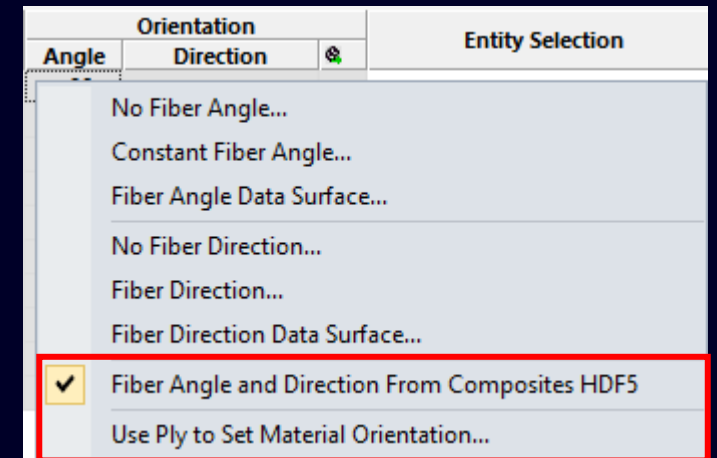 Orientation
Entity Selection
Angle Direction
No Fiber Angle...
Constant Fiber Angle...
Fiber Angle Data Surface...
No Fiber Direction...
Fiber Direction...
Fiber Direction Data Surface...
Fiber Angle and Direction From Composites HDF5
Use Ply to Set Material Orientation...